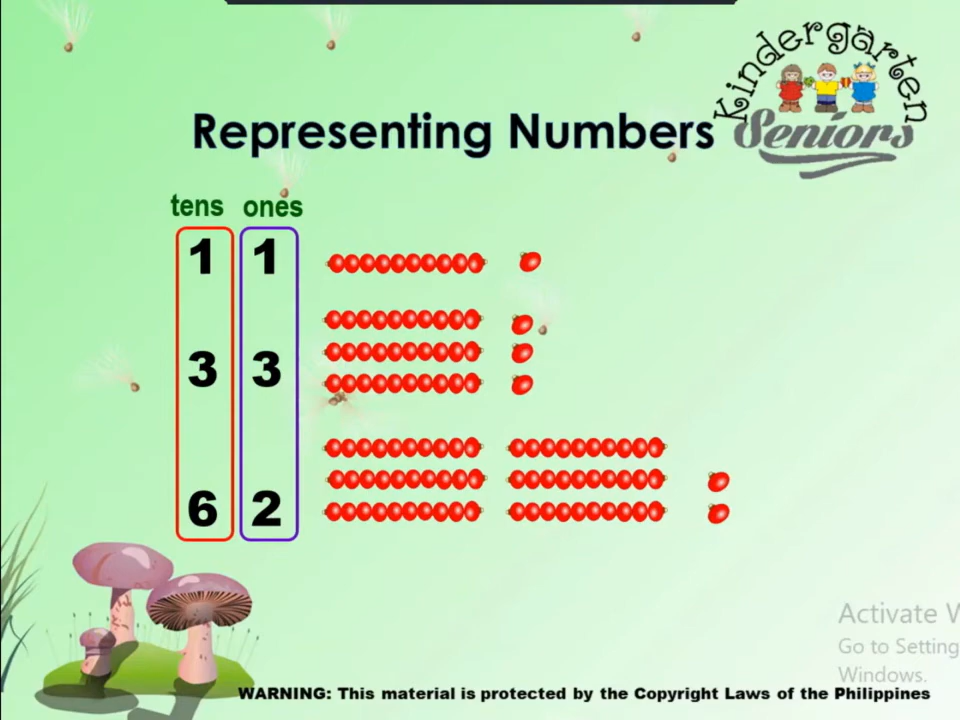 Kindergarten
Seniors
Representing Numbers
tens ones
1 1
3 3
6 2
Activate
Go to Setting
Windows.
WARNING: This material is protected by the Copyright Laws of the Philippines